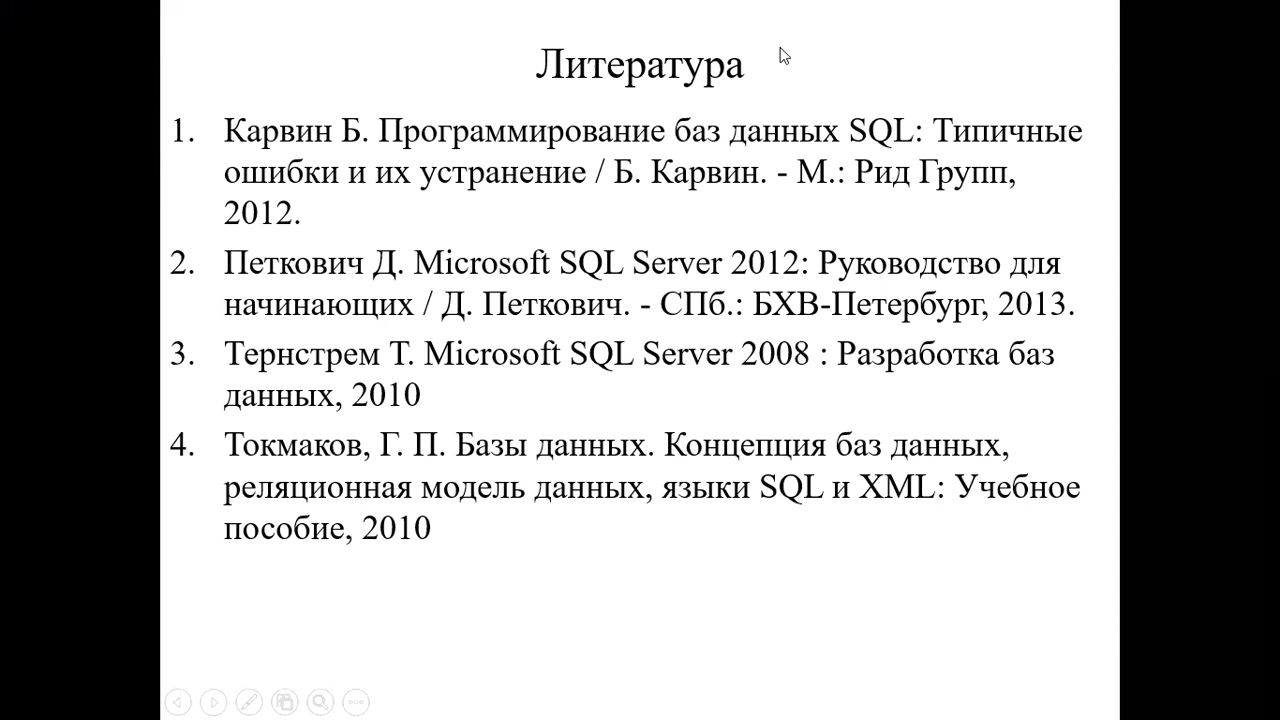 Литература
1. Карвин Б. Программирование баз данных SQL: Типичные
ошибки и их устранение / Б. Карвин. - М.: Рид Групп,
2012.
2. Петкович Д. Microsoft SQL Server 2012: Руководство для
начинающих / Д. Петкович. - СПб.: БХВ-Петербург, 2013.
3. Тернстрем Т. Microsoft SQL Server 2008 : Разработка баз
данных, 2010
4. Токмаков, Г. П. Базы данных. Концепция баз данных,
реляционная модель данных, языки SQL и XML: Учебное
пособие, 2010